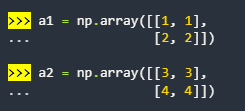 >>> a1 = np.array([[1, 1],
...                [2, 2]])
>>> a2 = np.array([[3, 3],
...                [4, 4]])